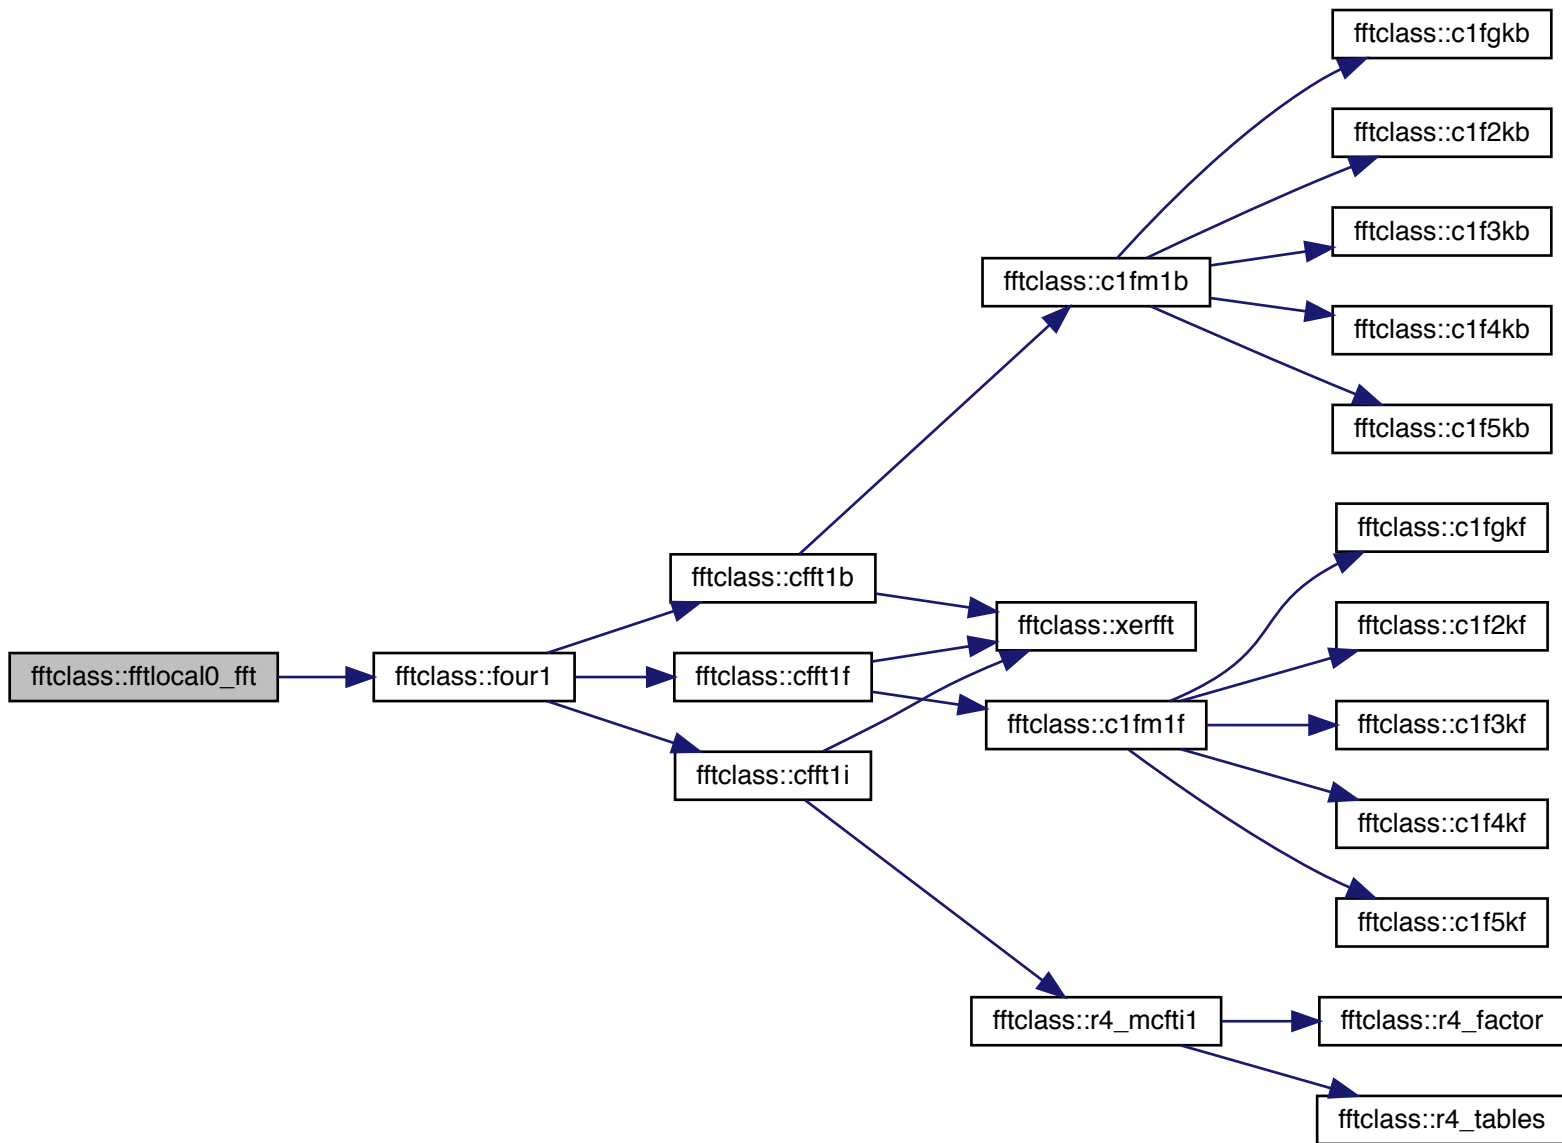 fftclass::fftlocal0_fft
fftclass::four1
fftclass::cfft1b
fftclass::cfft1f
fftclass::cfft1i
fftclass::c1fm1b
fftclass::xerfft
fftclass::c1fm1f
fftclass::r4_mcfti1
fftclass::c1fgkb
fftclass::c1f2kb
fftclass::c1f3kb
fftclass::c1f4kb
fftclass::c1f5kb
fftclass::c1fgkf
fftclass::c1f2kf
fftclass::c1f3kf
fftclass::c1f4kf
fftclass::c1f5kf
fftclass::r4_factor
fftclass::r4_tables